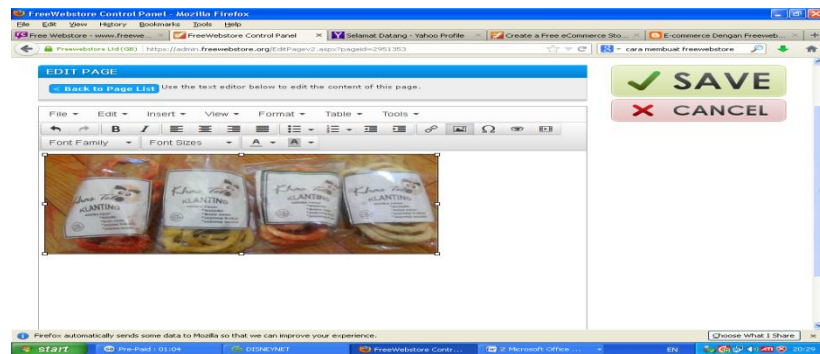 FreeWebstore Control Panel - Mozilla Firefox
File Edit View History Bookmarks Tools Help
Free Webstore - www.freewe... FreeWebstore Control Panel Selamat Datang - Yahoo Profile Create a Free eCommerce Sto... E-commerce Dengan Freeweb...
Freewebstore Ltd (GB) https://admin.freewebstore.org/EditPagev2.aspx?pageid=2951353 cara membuat freewebstore
EDIT PAGE
< Back to Page List Use the text editor below to edit the content of this page.
SAVE
CANCEL
File Edit Insert View Format Table Tools
Font Family Font Sizes A A
KLANTING KLANTING KLANTING KLANTING
Firefox automatically sends some data to Mozilla so that we can improve your experience. Choose What I Share
start Pre-Paid : 01:04 DISNEYNET FreeWebstore Contr... 2 Microsoft Office ... EN 20:29